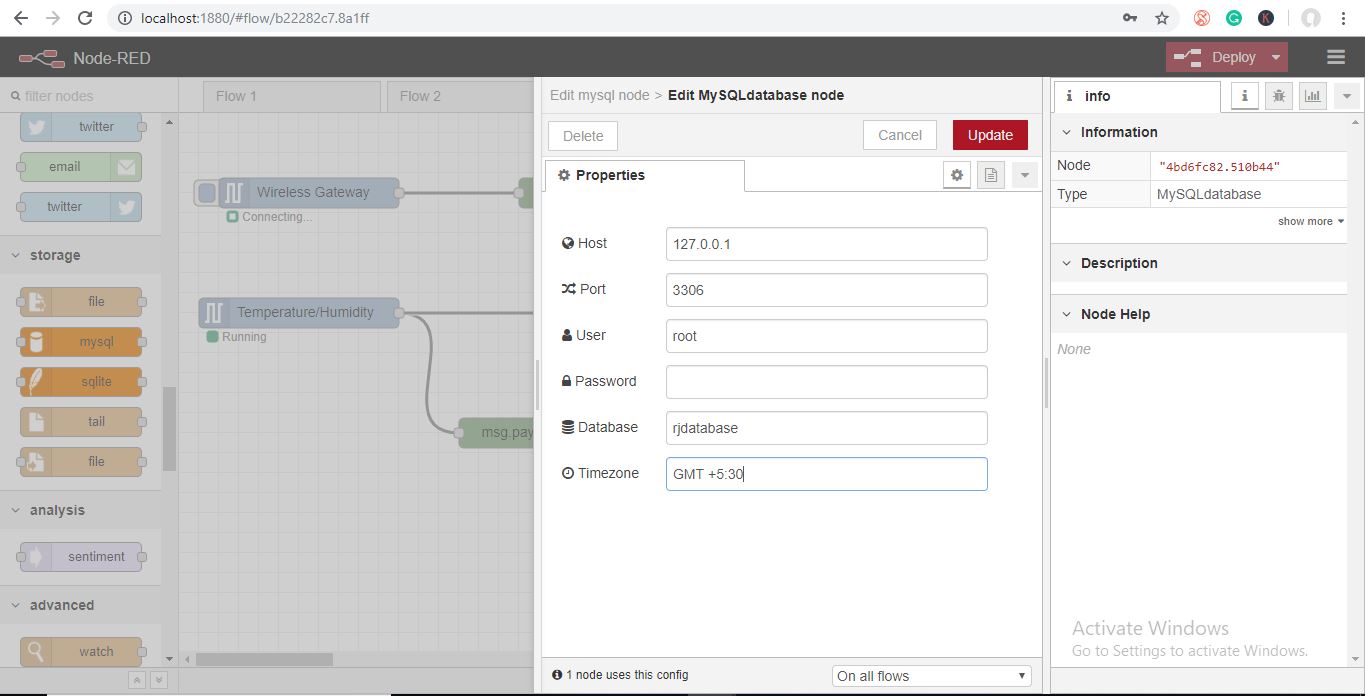 localhost:1880/#flow/b22282c7.8a1ff
Node-RED
Deploy
filter nodes
Flow 1
Flow 2
Edit mysql node > Edit MySQLdatabase node
info
Delete
Cancel
Update
Properties
twitter
email
twitter
storage
file
mysql
sqlite
tail
file
analysis
sentiment
advanced
watch
Wireless Gateway
Connecting...
Temperature/Humidity
Running
msg.pay
Host 127.0.0.1
Port 3306
User root
Password
Database rjdatabase
Timezone GMT +5:30
1 node uses this config
On all flows
Information
Node "4bd6fc82.510b44"
Type MySQLdatabase
show more
Description
Node Help
None
Activate Windows
Go to Settings to activate Windows.